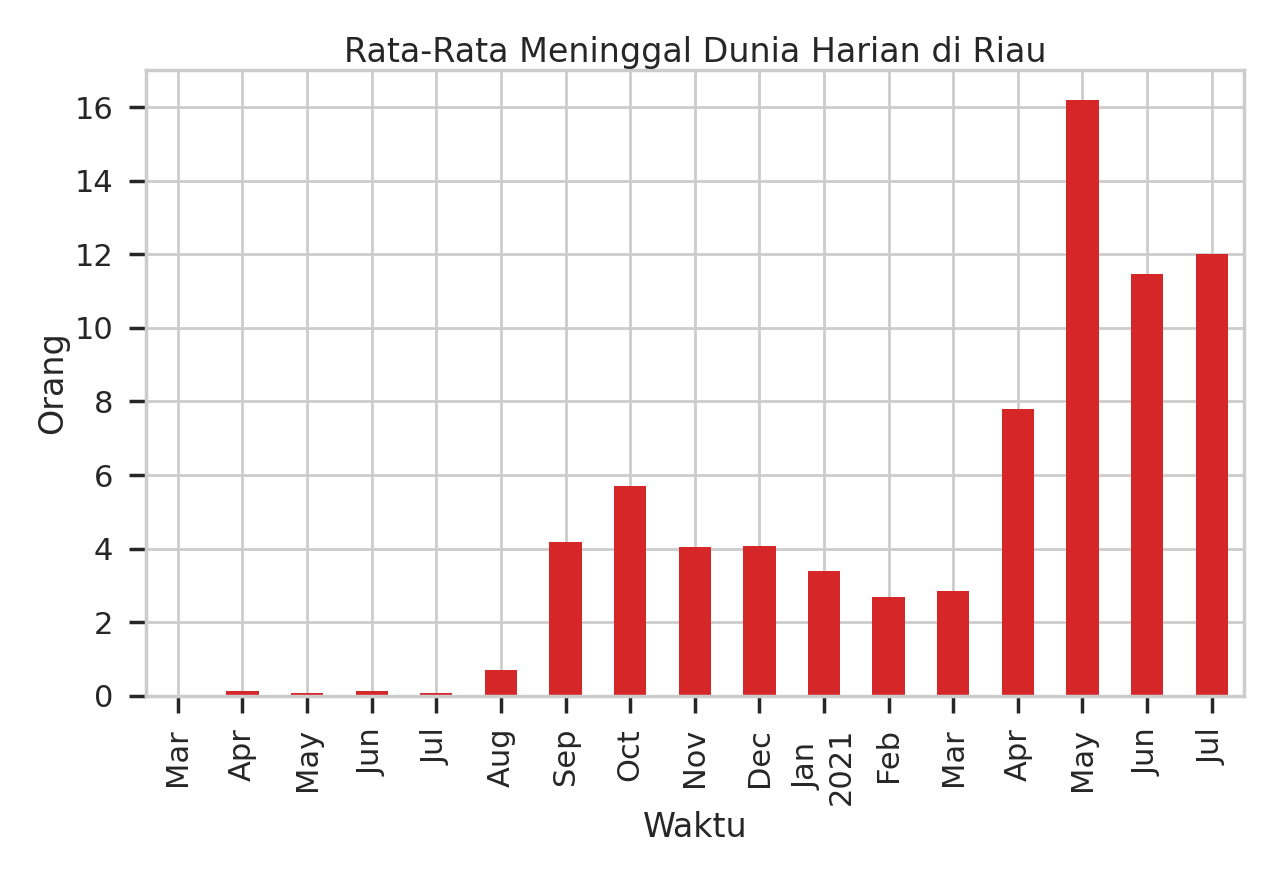 Rata-Rata Meninggal Dunia Harian di Riau
16
14
12
10
8
6
4
2
0
Orang
Mar
Apr
May
Jun
Jul
Aug
Sep
Oct
Nov
Dec
Jan
2021
Feb
Mar
Apr
May
Jun
Jul
Waktu